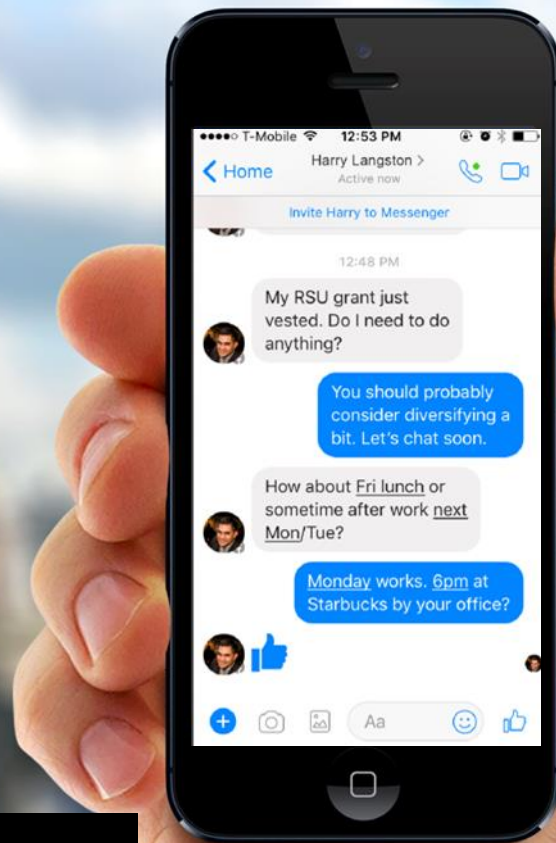 T-Mobile 12:53 PM
Home
Harry Langston >
Active now
Invite Harry to Messenger
12:48 PM
My RSU grant just
vested. Do I need to do
anything?
You should probably
consider diversifying a
bit. Let's chat soon.
How about Fri lunch or
sometime after work next
Mon/Tue?
Monday works. 6pm at
Starbucks by your office?
Aa